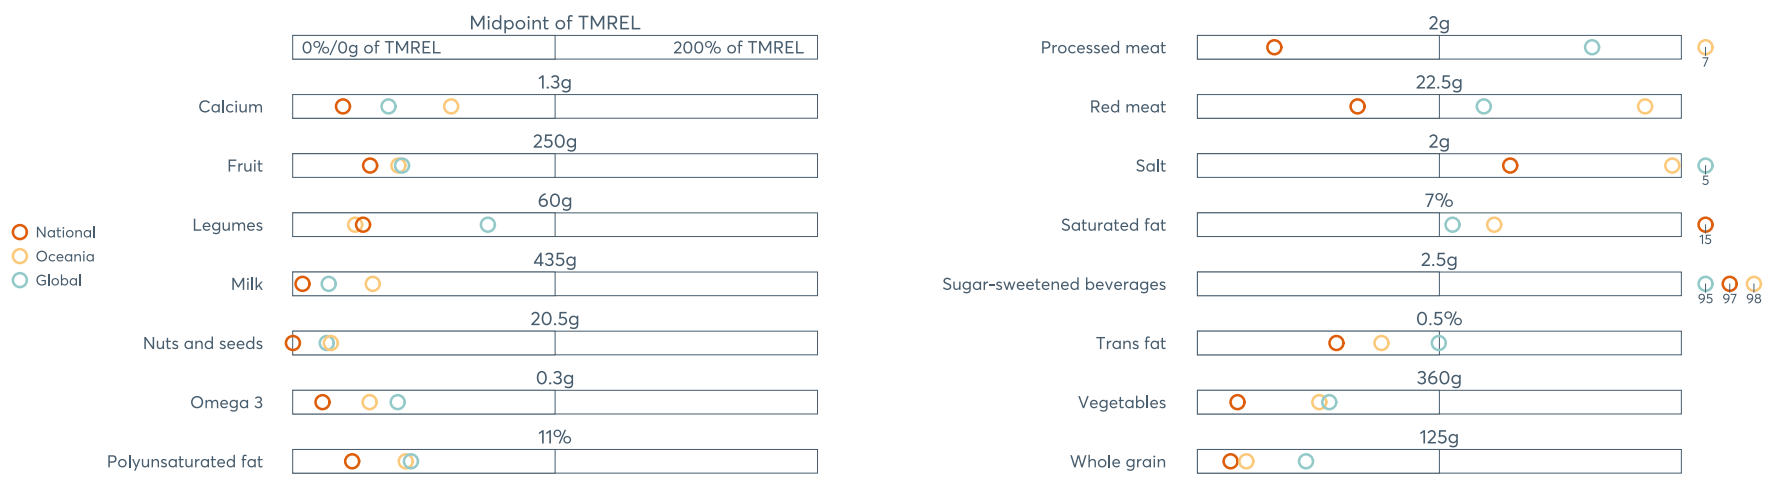 Midpoint of TMREL
0%/0g of TMREL
200% of TMREL
1.3g
Calcium
250g
Fruit
60g
Legumes
435g
Milk
20.5g
Nuts and seeds
0.3g
Omega 3
11%
Polyunsaturated fat
National
Oceania
Global
2g
Processed meat
7
22.5g
Red meat
2g
Salt
5
7%
Saturated fat
15
2.5g
Sugar-sweetened beverages
95 97 98
0.5%
Trans fat
360g
Vegetables
125g
Whole grain